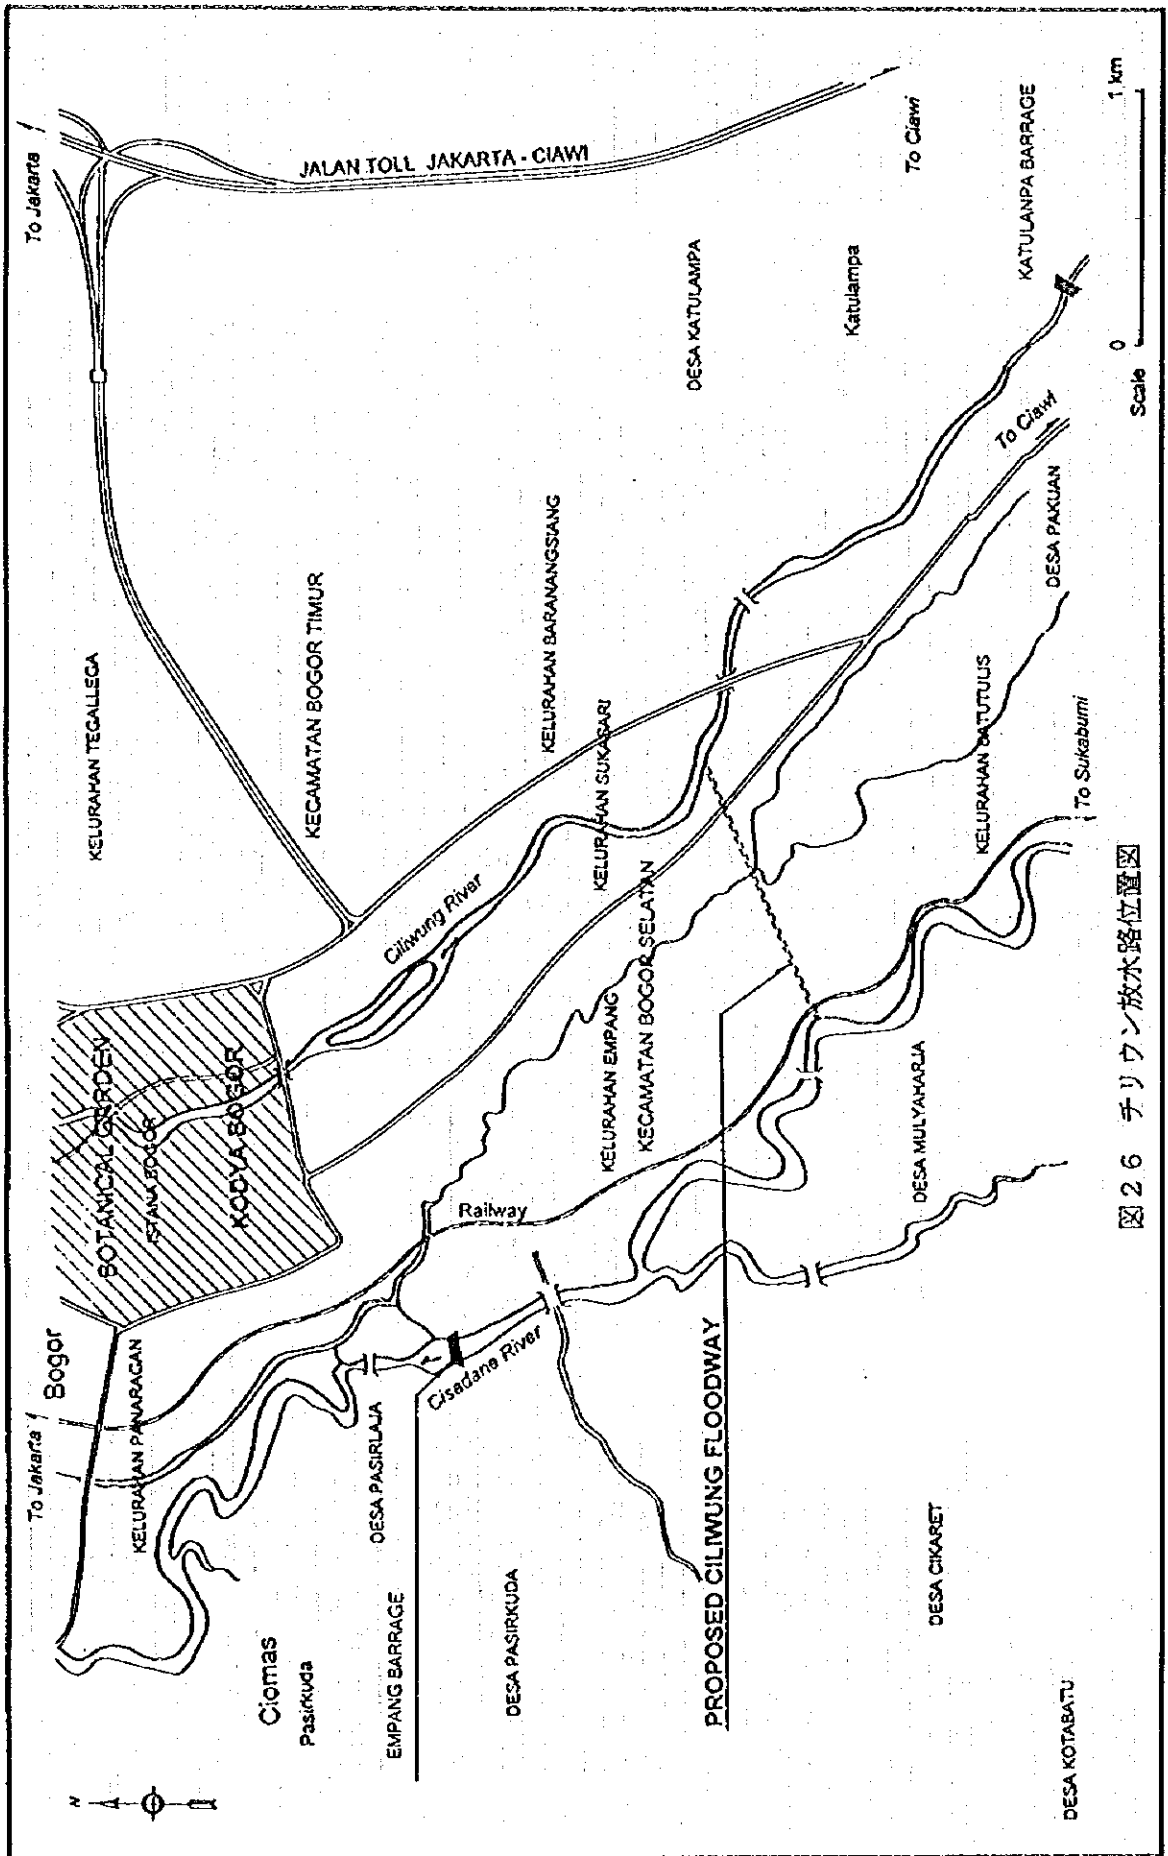 N
To Jakarta
Bogor
To Jakarta
KELURAHAN PANARAGAN
BOTANICAL GERDEN
ISTANA BOGOR
KODYA BOGOR
KELURAHAN TEGALLEGA
JALAN TOLL JAKARTA - CIAWI
Ciomas
Pasirkuda
KECAMATAN BOGOR TIMUR
EMPANG BARRAGE
DESA PASIRLAJA
Ciliwung River
Railway
Cisadane River
DESA PASIRKUDA
KELURAHAN BARANANGSIANG
KELURAHAN SUKASARI
KELURAHAN EMPANG
KECAMATAN BOGOR SELATAN
DESA KATULAMPA
PROPOSED CILIWUNG FLOODWAY
Katulampa
To Ciawi
DESA CIKARET
DESA MULYAHARJA
KELURAHAN BATUTULIS
To Ciawi
KATULANPA BARRAGE
DESA KOTABATU
DESA PAKUAN
To Sukabumi
Scale
0
1 km
図26 チリウン放水路位置図